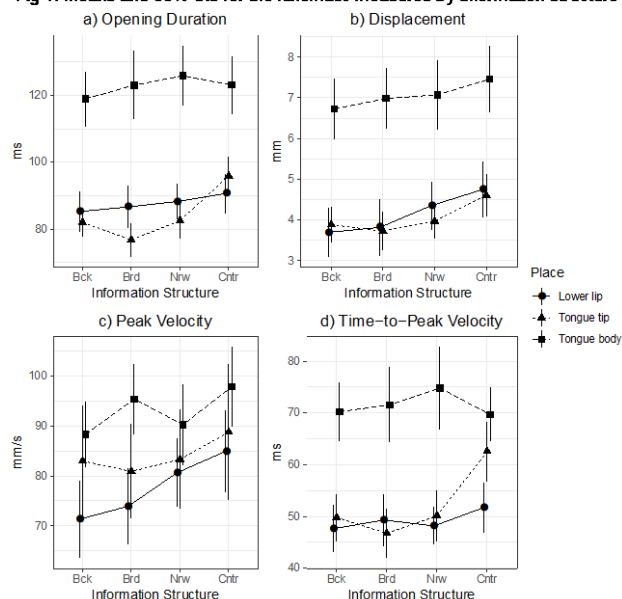 a) Opening Duration
b) Displacement
ms
120
100
80
Bck Brd Nrw Cntr
Information Structure
mm
8
7
6
5
4
3
Bck Brd Nrw Cntr
Information Structure
Place
Lower lip
Tongue tip
Tongue body
c) Peak Velocity
d) Time-to-Peak Velocity
mm/s
100
90
80
70
Bck Brd Nrw Cntr
Information Structure
ms
80
70
60
50
40
Bck Brd Nrw Cntr
Information Structure